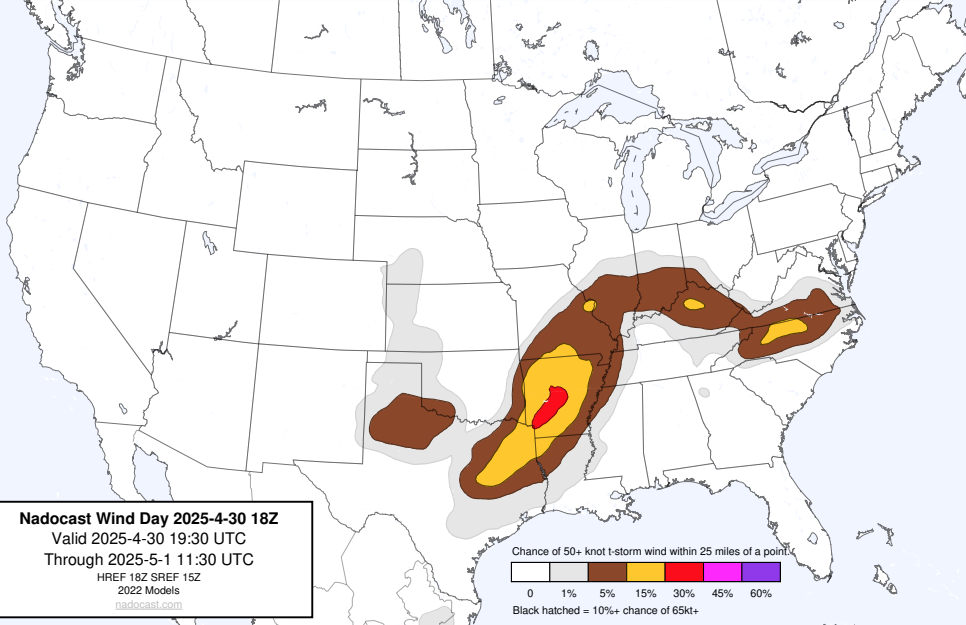 Nadocast Wind Day 2025-4-30 18Z
Valid 2025-4-30 19:30 UTC
Through 2025-5-1 11:30 UTC
HREF 18Z SREF 15Z
2022 Models
nadocast.com
Chance of 50+ knot t-storm wind within 25 miles of a point.
0 1% 5% 15% 30% 45% 60%
Black hatched = 10%+ chance of 65kt+